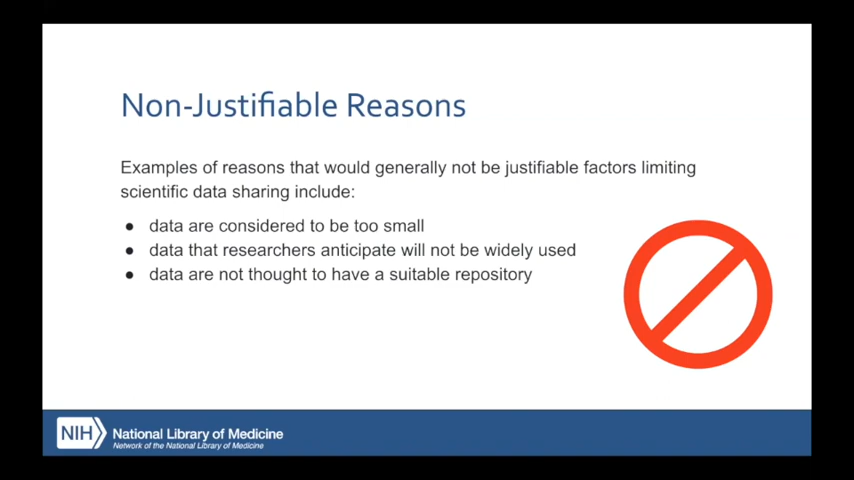 Non-Justifiable Reasons
Examples of reasons that would generally not be justifiable factors limiting
scientific data sharing include:
● data are considered to be too small
● data that researchers anticipate will not be widely used
● data are not thought to have a suitable repository
NIH National Library of Medicine
Network of the National Library of Medicine